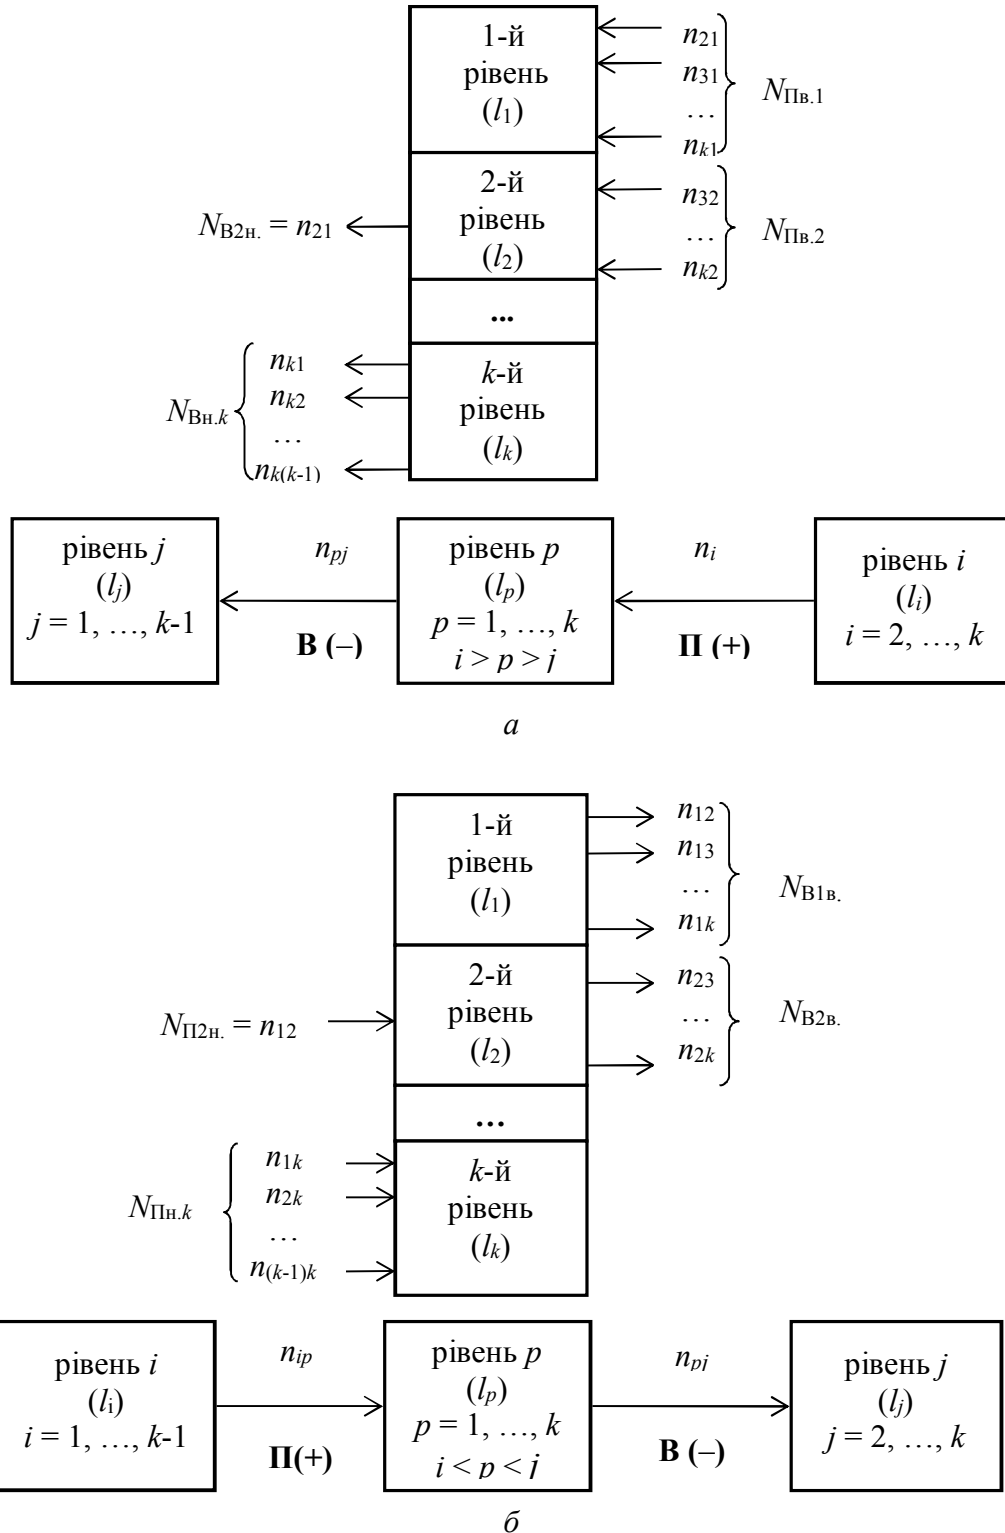 1-й
рівень
(l1)
n21
n31
…
nk1
NПв.1
2-й
рівень
(l2)
NВ2н. = n21
n32
…
nk2
NПв.2
...
k-й
рівень
(lk)
NВн.k
nk1
nk2
…
nk(k-1)
рівень j
(lj)
j = 1, …, k-1
npj
В (–)
рівень p
(lp)
p = 1, …, k
i > p > j
ni
П (+)
рівень i
(li)
i = 2, …, k
а
1-й
рівень
(l1)
n12
n13
…
n1k
NВ1в.
2-й
рівень
(l2)
NП2н. = n12
n23
…
n2k
NВ2в.
...
k-й
рівень
(lk)
NПн.k
n1k
n2k
…
n(k-1)k
рівень i
(li)
i = 1, …, k-1
nip
П(+)
рівень p
(lp)
p = 1, …, k
i < p < j
npj
В (–)
рівень j
(lj)
j = 2, …, k
б